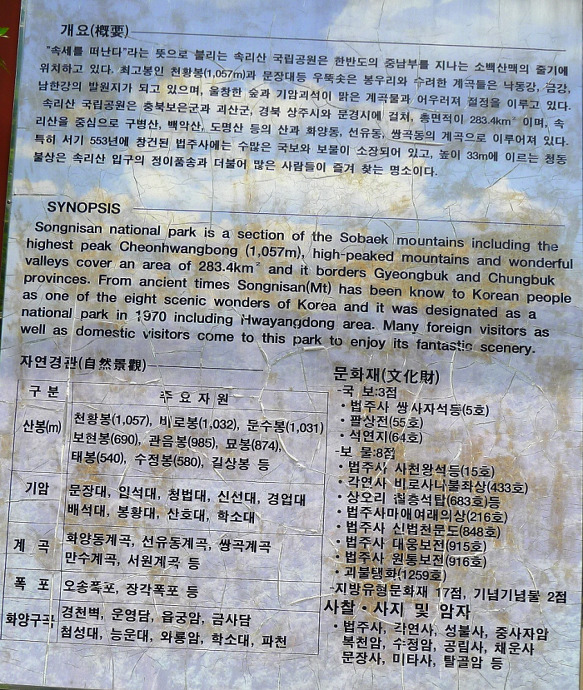 개요(槪要)
"속세를 떠난다"라는 뜻으로 불리는 속리산 국립공원은 한반도의 중남부를 지나는 소백산맥의 줄기에
위치하고 있다. 최고봉인 천황봉(1,057m)과 문장대등 우뚝솟은 봉우리와 수려한 계곡들은 낙동강, 금강,
남한강의 발원지가 되고 있으며, 울창한 숲과 기암괴석이 맑은 계곡물과 어우러져 절정을 이루고 있다.
속리산 국립공원은 충북보은군과 괴산군, 경북 상주시와 문경시에 걸쳐, 총면적이 283.4km² 이며, 속
리산을 중심으로 구병산, 백악산, 도명산 등의 산과 화양동, 선유동, 쌍곡동의 계곡으로 이루어져 있다.
특히 서기 553년에 창건된 법주사에는 수많은 국보와 보물이 소장되어 있고, 높이 33m에 이르는 청동
불상은 속리산 입구의 정이품송과 더불어 많은 사람들이 즐겨 찾는 명소이다.
SYNOPSIS
Songnisan national park is a section of the Sobaek mountains including the
highest peak Cheonhwangbong (1,057m), high-peaked mountains and wonderful
valleys cover an area of 283.4km² and it borders Gyeongbuk and Chungbuk
provinces. From ancient times Songnisan(Mt) has been know to Korean people
as one of the eight scenic wonders of Korea and it was designated as a
national park in 1970 including Hwayangdong area. Many foreign visitors as
well as domestic visitors come to this park to enjoy its fantastic scenery.
자연경관(自然景觀)
구 분 주 요 자 원
산봉(m) 천황봉(1,057), 비로봉(1,032), 문수봉(1,031)
보현봉(690), 관음봉(985), 묘봉(874),
태봉(540), 수정봉(580), 길상봉 등
기암 문장대, 입석대, 청법대, 신선대, 경업대
배석대, 봉황대, 산호대, 학소대
계 곡 화양동계곡, 선유동계곡, 쌍곡계곡
만수계곡, 서원계곡 등
폭 포 오송폭포, 장각폭포 등
화양구곡 경천벽, 운영담, 읍궁암, 금사담
첨성대, 능운대, 와룡암, 학소대, 파천
문화재(文化財)
-국 보:3점
·법주사 쌍사자석등(5호)
·팔상전(55호)
·석연지(64호)
-보 물:8점
·법주사 사천왕석등(15호)
·각연사 비로사나불좌상(433호)
·상오리 칠층석탑(683호)등
·법주사마애여래의상(216호)
·법주사 신법천문도(848호)
·법주사 대웅보전(915호)
·법주사 원통보전(916호)
·괴불탱화(1259호)
-지방유형문화재 17점, 기념기념물 2점
사찰·사지 및 암자
·법주사, 각연사, 성불사, 중사자암
복천암, 수정암, 공림사, 채운사
문장사, 미타사, 탈골암 등